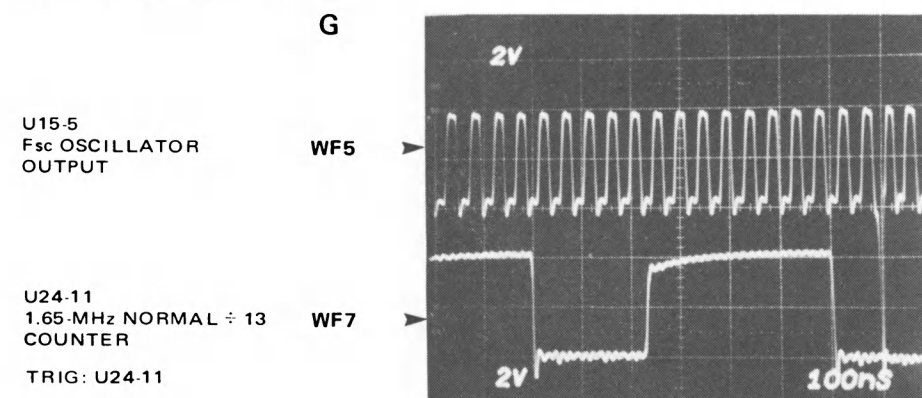 G
2V
U15-5
Fsc OSCILLATOR
OUTPUT
WF5
U24-11
1.65-MHz NORMAL ÷ 13
COUNTER
WF7
TRIG: U24-11
2V
100nS